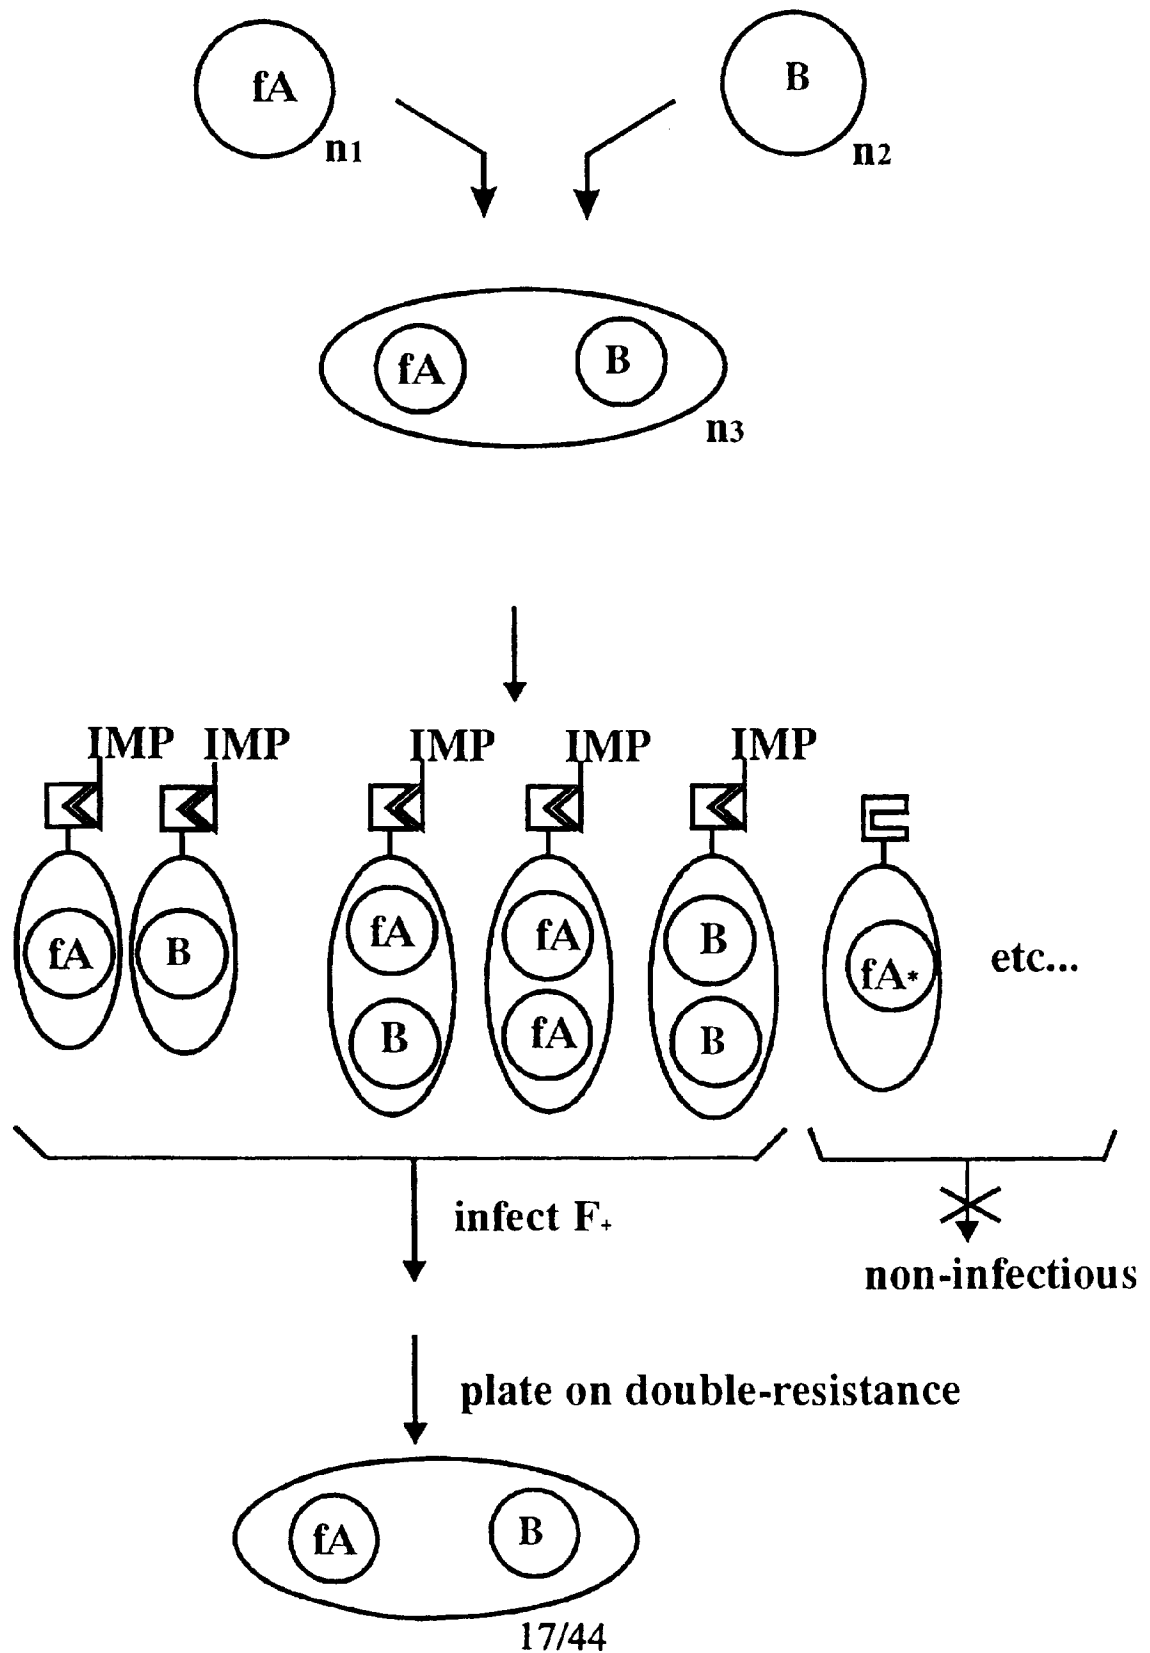 fA B
n1 n2
fA B
n3
IMP IMP IMP IMP IMP
fA B fA fA B fA* etc...
B fA B
infect F+
non-infectious
plate on double-resistance
fA B
17/44